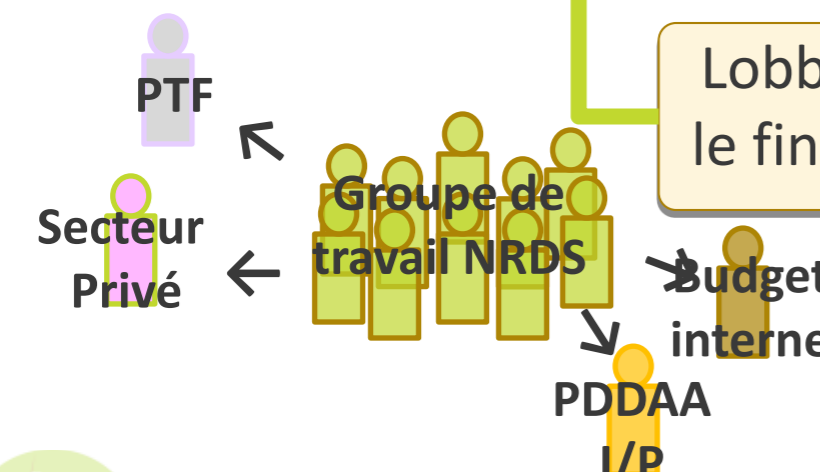 Lobb
le fin
PTF
Groupe de
travail NRDS
Secteur
Privé
Budget
interne
PDDAA
I/P